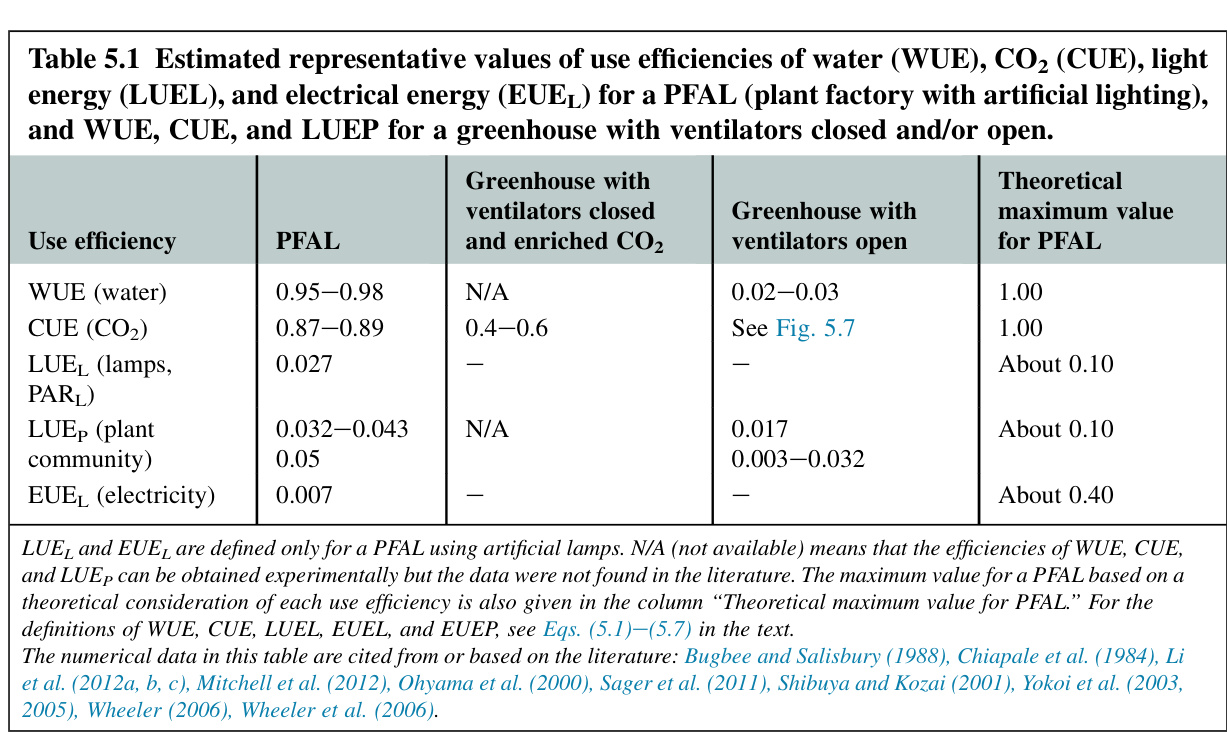 Table 5.1 Estimated representative values of use efficiencies of water (WUE), CO₂ (CUE), light
energy (LUEL), and electrical energy (EUE_L) for a PFAL (plant factory with artificial lighting),
and WUE, CUE, and LUEP for a greenhouse with ventilators closed and/or open.
Use efficiency | PFAL | Greenhouse with ventilators closed and enriched CO₂ | Greenhouse with ventilators open | Theoretical maximum value for PFAL
WUE (water) | 0.95−0.98 | N/A | 0.02−0.03 | 1.00
CUE (CO₂) | 0.87−0.89 | 0.4−0.6 | See Fig. 5.7 | 1.00
LUE_L (lamps, PAR_L) | 0.027 | − | − | About 0.10
LUE_P (plant community) | 0.032−0.043 0.05 | N/A | 0.017 0.003−0.032 | About 0.10
EUE_L (electricity) | 0.007 | − | − | About 0.40
LUE_L and EUE_L are defined only for a PFAL using artificial lamps. N/A (not available) means that the efficiencies of WUE, CUE,
and LUE_P can be obtained experimentally but the data were not found in the literature. The maximum value for a PFAL based on a
theoretical consideration of each use efficiency is also given in the column “Theoretical maximum value for PFAL.” For the
definitions of WUE, CUE, LUEL, EUEL, and EUEP, see Eqs. (5.1)−(5.7) in the text.
The numerical data in this table are cited from or based on the literature: Bugbee and Salisbury (1988), Chiapale et al. (1984), Li
et al. (2012a, b, c), Mitchell et al. (2012), Ohyama et al. (2000), Sager et al. (2011), Shibuya and Kozai (2001), Yokoi et al. (2003,
2005), Wheeler (2006), Wheeler et al. (2006).